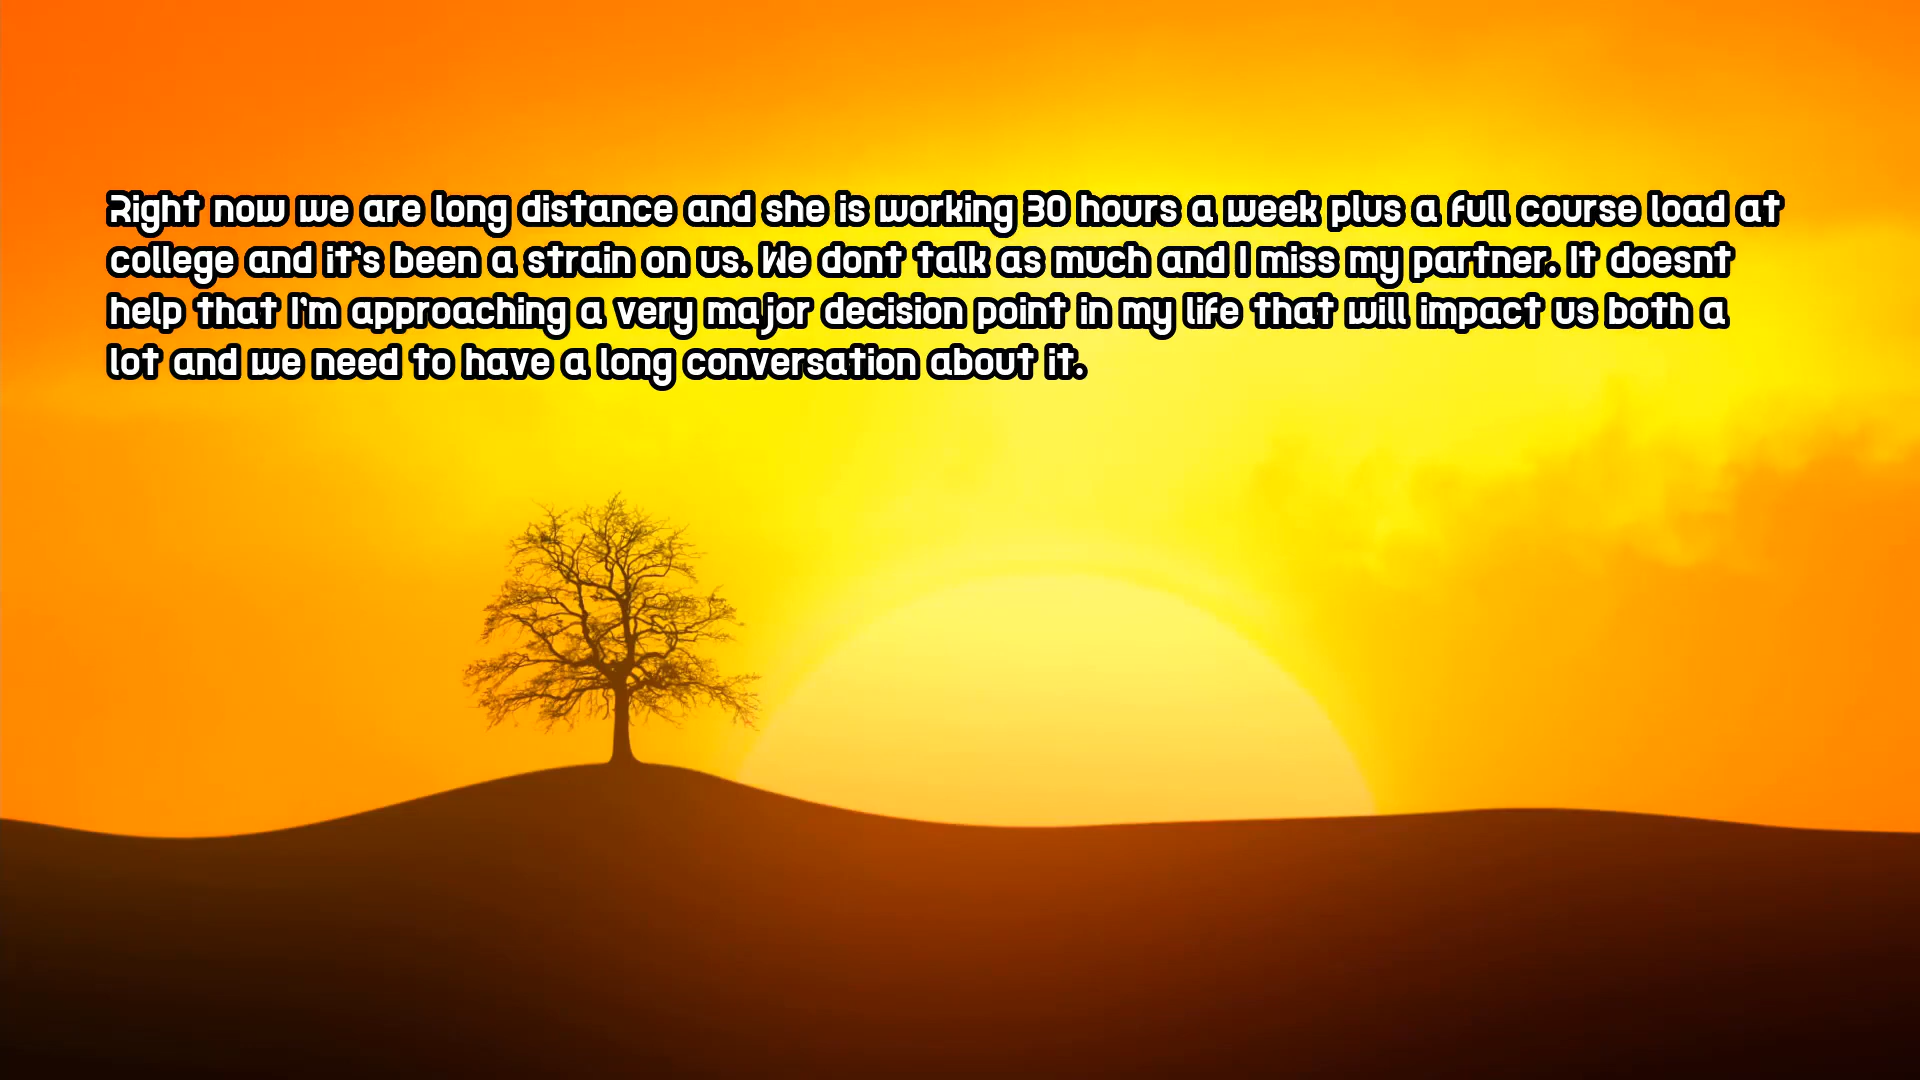 Right now we are long distance and she is working 30 hours a week plus a full course load at
college and it's been a strain on us. We dont talk as much and I miss my partner. It doesnt
help that I'm approaching a very major decision point in my life that will impact us both a
lot and we need to have a long conversation about it.